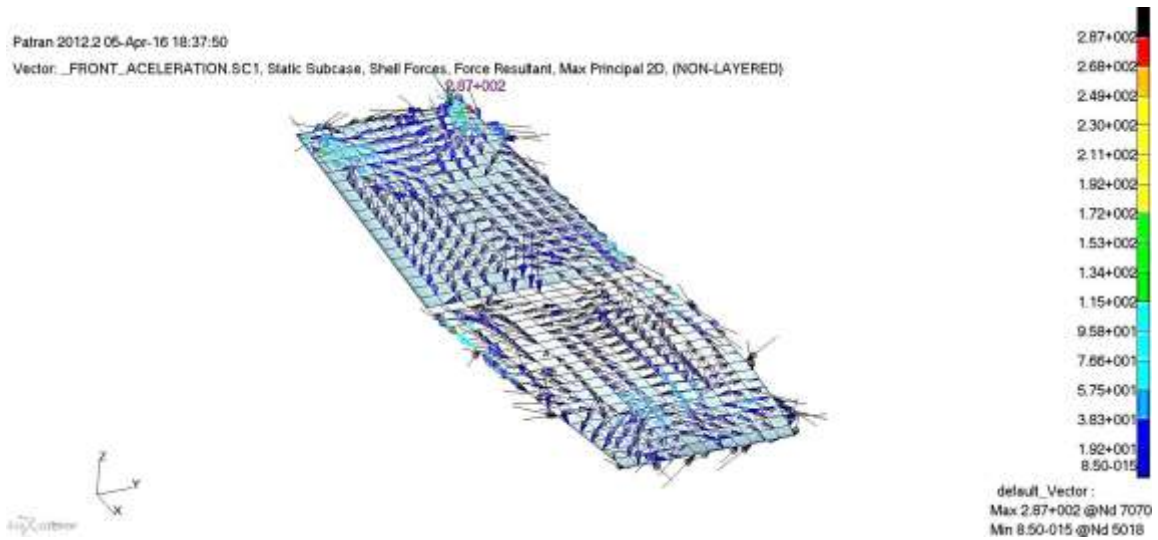 Patran 2012.2 05-Apr-16 18:37:50
Vector: _FRONT_ACELERATION.SC1, Static Subcase, Shell Forces, Force Resultant, Max Principal 2D, (NON-LAYERED)
2.87+002
2.87+002
2.68+002
2.49+002
2.30+002
2.11+002
1.92+002
1.72+002
1.53+002
1.34+002
1.15+002
9.58+001
7.66+001
5.75+001
3.83+001
1.92+001
8.50-015
Z
Y
X
default_Vector :
Max 2.87+002 @Nd 7070
Min 8.50-015 @Nd 5018